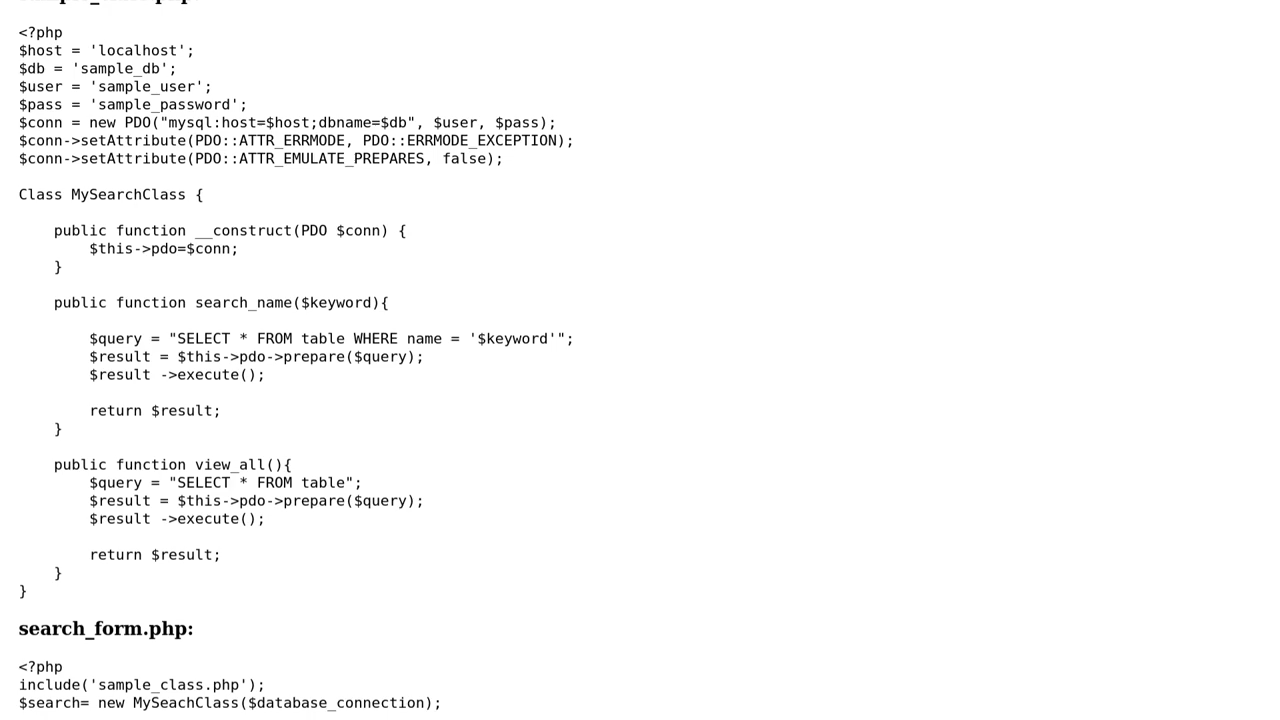 <?php
$host = 'localhost';
$db = 'sample_db';
$user = 'sample_user';
$pass = 'sample_password';
$conn = new PDO("mysql:host=$host;dbname=$db", $user, $pass);
$conn->setAttribute(PDO::ATTR_ERRMODE, PDO::ERRMODE_EXCEPTION);
$conn->setAttribute(PDO::ATTR_EMULATE_PREPARES, false);

Class MySearchClass {

    public function __construct(PDO $conn) {
        $this->pdo=$conn;
    }

    public function search_name($keyword){

        $query = "SELECT * FROM table WHERE name = '$keyword'";
        $result = $this->pdo->prepare($query);
        $result ->execute();

        return $result;
    }

    public function view_all(){
        $query = "SELECT * FROM table";
        $result = $this->pdo->prepare($query);
        $result ->execute();

        return $result;
    }
}
search_form.php:
<?php
include('sample_class.php');
$search= new MySeachClass($database_connection);